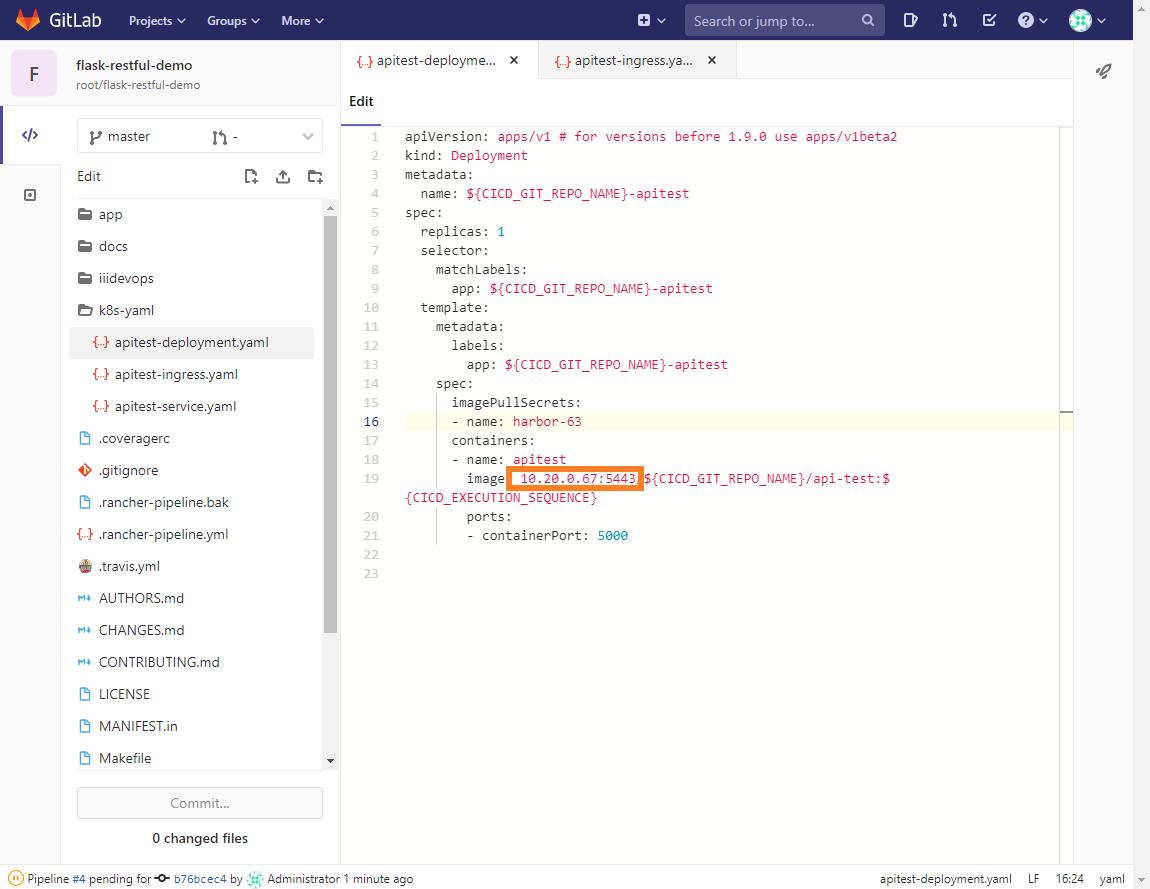 GitLab Projects Groups More Search or jump to...
F flask-restful-demo
root/flask-restful-demo
master -
Edit
app
docs
iiidevops
k8s-yaml
apitest-deployment.yaml
apitest-ingress.yaml
apitest-service.yaml
.coveragerc
.gitignore
.rancher-pipeline.bak
.rancher-pipeline.yml
.travis.yml
AUTHORS.md
CHANGES.md
CONTRIBUTING.md
LICENSE
MANIFEST.in
Makefile
Commit...
0 changed files
apitest-deployme... apitest-ingress.ya...
Edit
1 apiVersion: apps/v1 # for versions before 1.9.0 use apps/v1beta2
2 kind: Deployment
3 metadata:
4 name: ${CICD_GIT_REPO_NAME}-apitest
5 spec:
6 replicas: 1
7 selector:
8 matchLabels:
9 app: ${CICD_GIT_REPO_NAME}-apitest
10 template:
11 metadata:
12 labels:
13 app: ${CICD_GIT_REPO_NAME}-apitest
14 spec:
15 imagePullSecrets:
16 - name: harbor-63
17 containers:
18 - name: apitest
19 image 10.20.0.67:5443 ${CICD_GIT_REPO_NAME}/api-test:$
{CICD_EXECUTION_SEQUENCE}
20 ports:
21 - containerPort: 5000
22
23
Pipeline #4 pending for b76bcec4 by Administrator 1 minute ago apitest-deployment.yaml LF 16:24 yaml